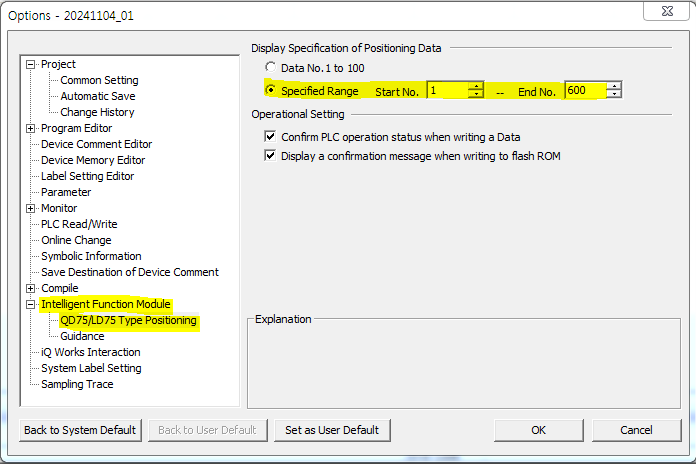 Options - 20241104_01
Project
Common Setting
Automatic Save
Change History
Program Editor
Device Comment Editor
Device Memory Editor
Label Setting Editor
Parameter
Monitor
PLC Read/Write
Online Change
Symbolic Information
Save Destination of Device Comment
Compile
Intelligent Function Module
QD75/LD75 Type Positioning
Guidance
iQ Works Interaction
System Label Setting
Sampling Trace
Display Specification of Positioning Data
Data No.1 to 100
Specified Range Start No. 1 -- End No. 600
Operational Setting
Confirm PLC operation status when writing a Data
Display a confirmation message when writing to flash ROM
Explanation
Back to System Default Back to User Default Set as User Default OK Cancel